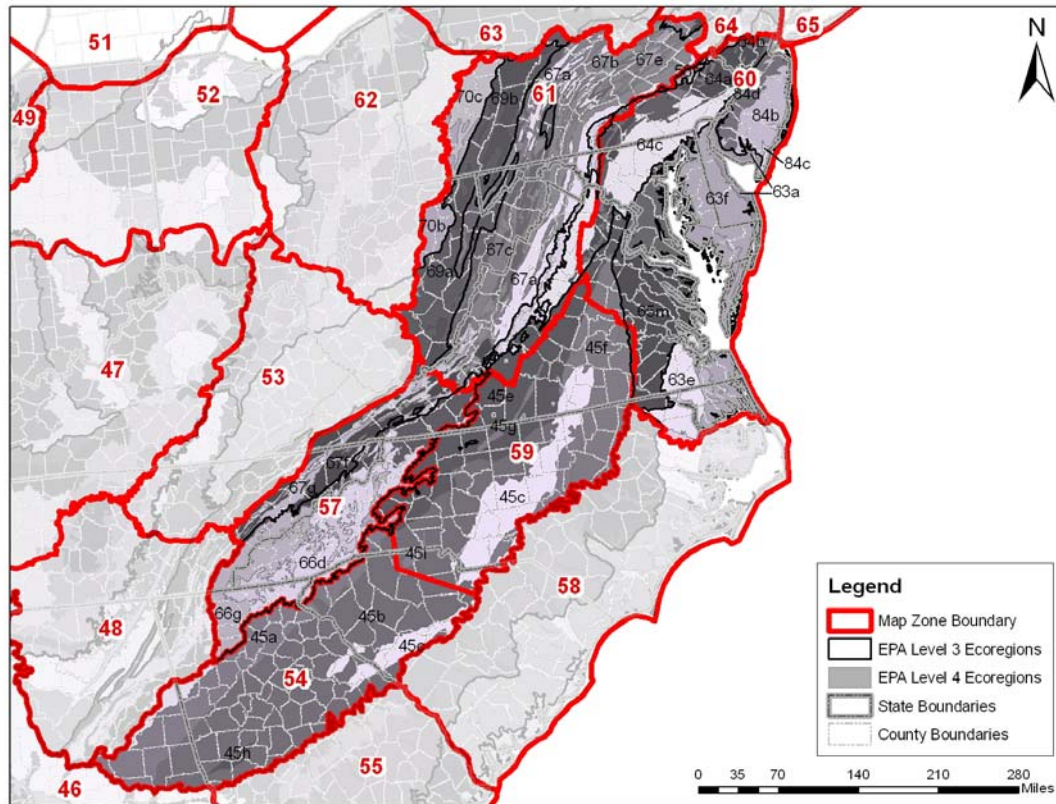 51
63
64
65
N
52
49
62
61
60
67b
67e
67a
70c
69b
84a
84d
84b
64c
84c
63a
63f
70b
67c
69a
67a
65m
47
53
45f
63e
45e
45g
59
45c
67f
67g
57
45i
66d
58
48
66g
45a
45b
45c
54
45h
46
55
Legend
Map Zone Boundary
EPA Level 3 Ecoregions
EPA Level 4 Ecoregions
State Boundaries
County Boundaries
0 35 70 140 210 280
Miles